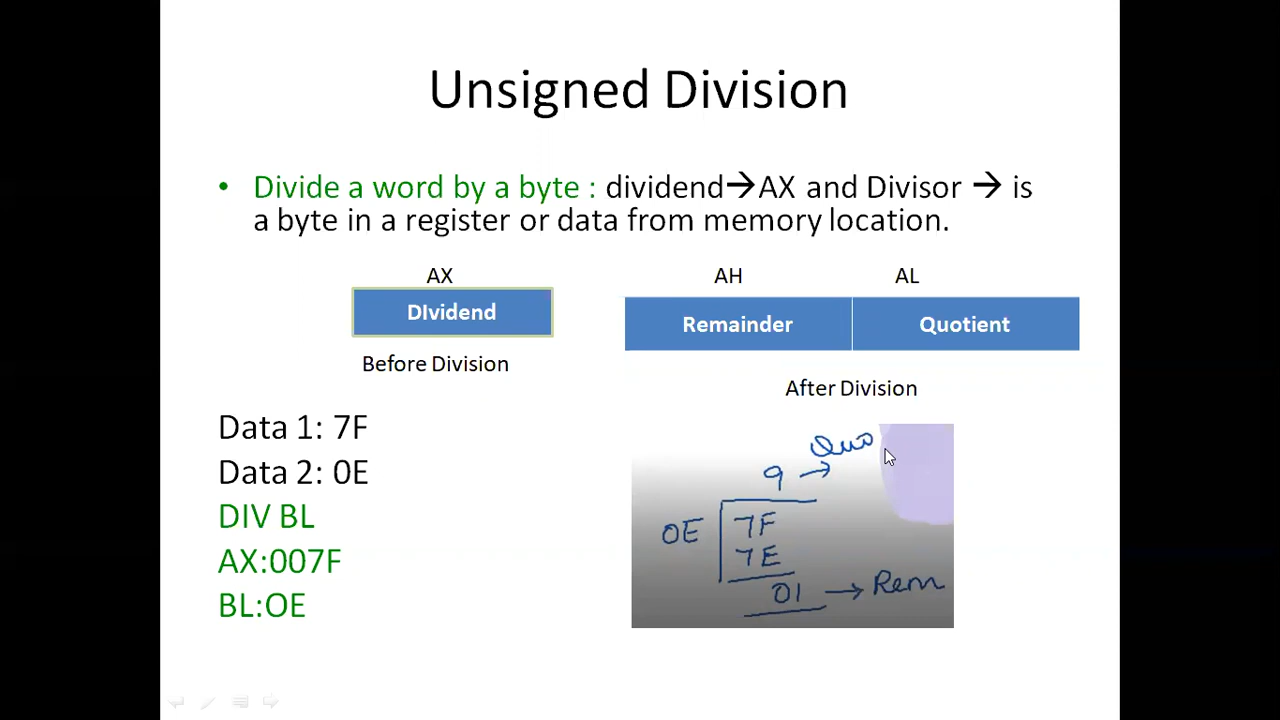 Unsigned Division
• Divide a word by a byte : dividend→AX and Divisor → is
a byte in a register or data from memory location.
AX
DIvidend
Before Division
AH AL
Remainder Quotient
After Division
Data 1: 7F
Data 2: 0E
DIV BL
AX:007F
BL:OE
9 → Quo
0E 7F
7E
01 → Rem